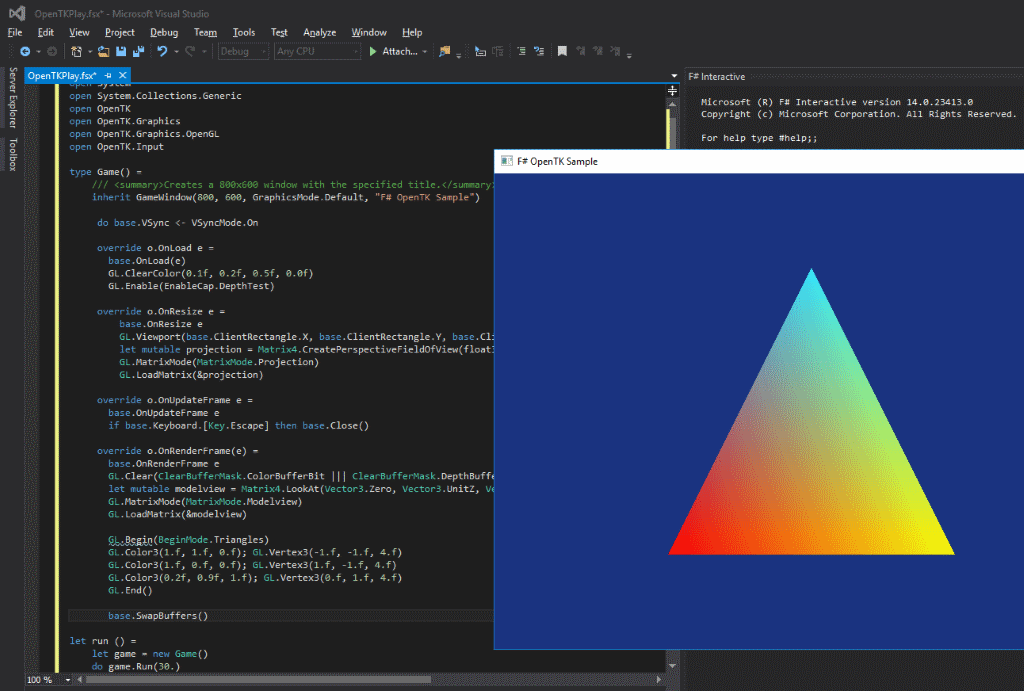 OpenTKPlay.fsx* - Microsoft Visual Studio
File Edit View Project Debug Team Tools Test Analyze Window Help
Debug Any CPU Attach...
Server Explorer
Toolbox
OpenTKPlay.fsx*
open System
open System.Collections.Generic
open OpenTK
open OpenTK.Graphics
open OpenTK.Graphics.OpenGL
open OpenTK.Input
type Game() =
/// <summary>Creates a 800x600 window with the specified title.</summary>
inherit GameWindow(800, 600, GraphicsMode.Default, "F# OpenTK Sample")
do base.VSync <- VSyncMode.On
override o.OnLoad e =
base.OnLoad(e)
GL.ClearColor(0.1f, 0.2f, 0.5f, 0.0f)
GL.Enable(EnableCap.DepthTest)
override o.OnResize e =
base.OnResize e
GL.Viewport(base.ClientRectangle.X, base.ClientRectangle.Y, base.Cli
let mutable projection = Matrix4.CreatePerspectiveFieldOfView(float
GL.MatrixMode(MatrixMode.Projection)
GL.LoadMatrix(&projection)
override o.OnUpdateFrame e =
base.OnUpdateFrame e
if base.Keyboard.[Key.Escape] then base.Close()
override o.OnRenderFrame(e) =
base.OnRenderFrame e
GL.Clear(ClearBufferMask.ColorBufferBit ||| ClearBufferMask.DepthBuffe
let mutable modelview = Matrix4.LookAt(Vector3.Zero, Vector3.UnitZ, Ve
GL.MatrixMode(MatrixMode.Modelview)
GL.LoadMatrix(&modelview)
GL.Begin(BeginMode.Triangles)
GL.Color3(1.f, 1.f, 0.f); GL.Vertex3(-1.f, -1.f, 4.f)
GL.Color3(1.f, 0.f, 0.f); GL.Vertex3(1.f, -1.f, 4.f)
GL.Color3(0.2f, 0.9f, 1.f); GL.Vertex3(0.f, 1.f, 4.f)
GL.End()
base.SwapBuffers()
let run () =
let game = new Game()
do game.Run(30.)
100 %
F# Interactive
Microsoft (R) F# Interactive version 14.0.23413.0
Copyright (c) Microsoft Corporation. All Rights Reserved.
For help type #help;;
F# OpenTK Sample